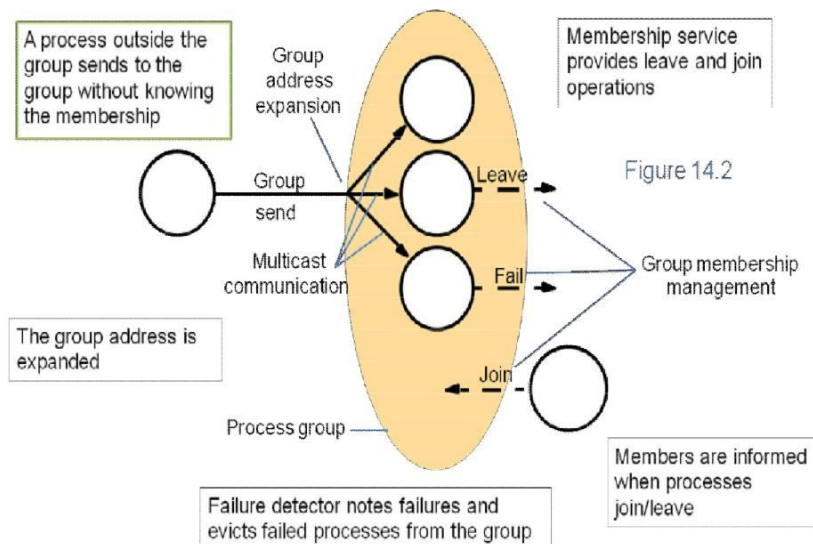 A process outside the
group sends to the
group without knowing
the membership
Group
address
expansion
Membership service
provides leave and join
operations
Group
send
Leave
Figure 14.2
Multicast
communication
Fail
Group membership
management
The group address is
expanded
Join
Process group
Members are informed
when processes
join/leave
Failure detector notes failures and
evicts failed processes from the group